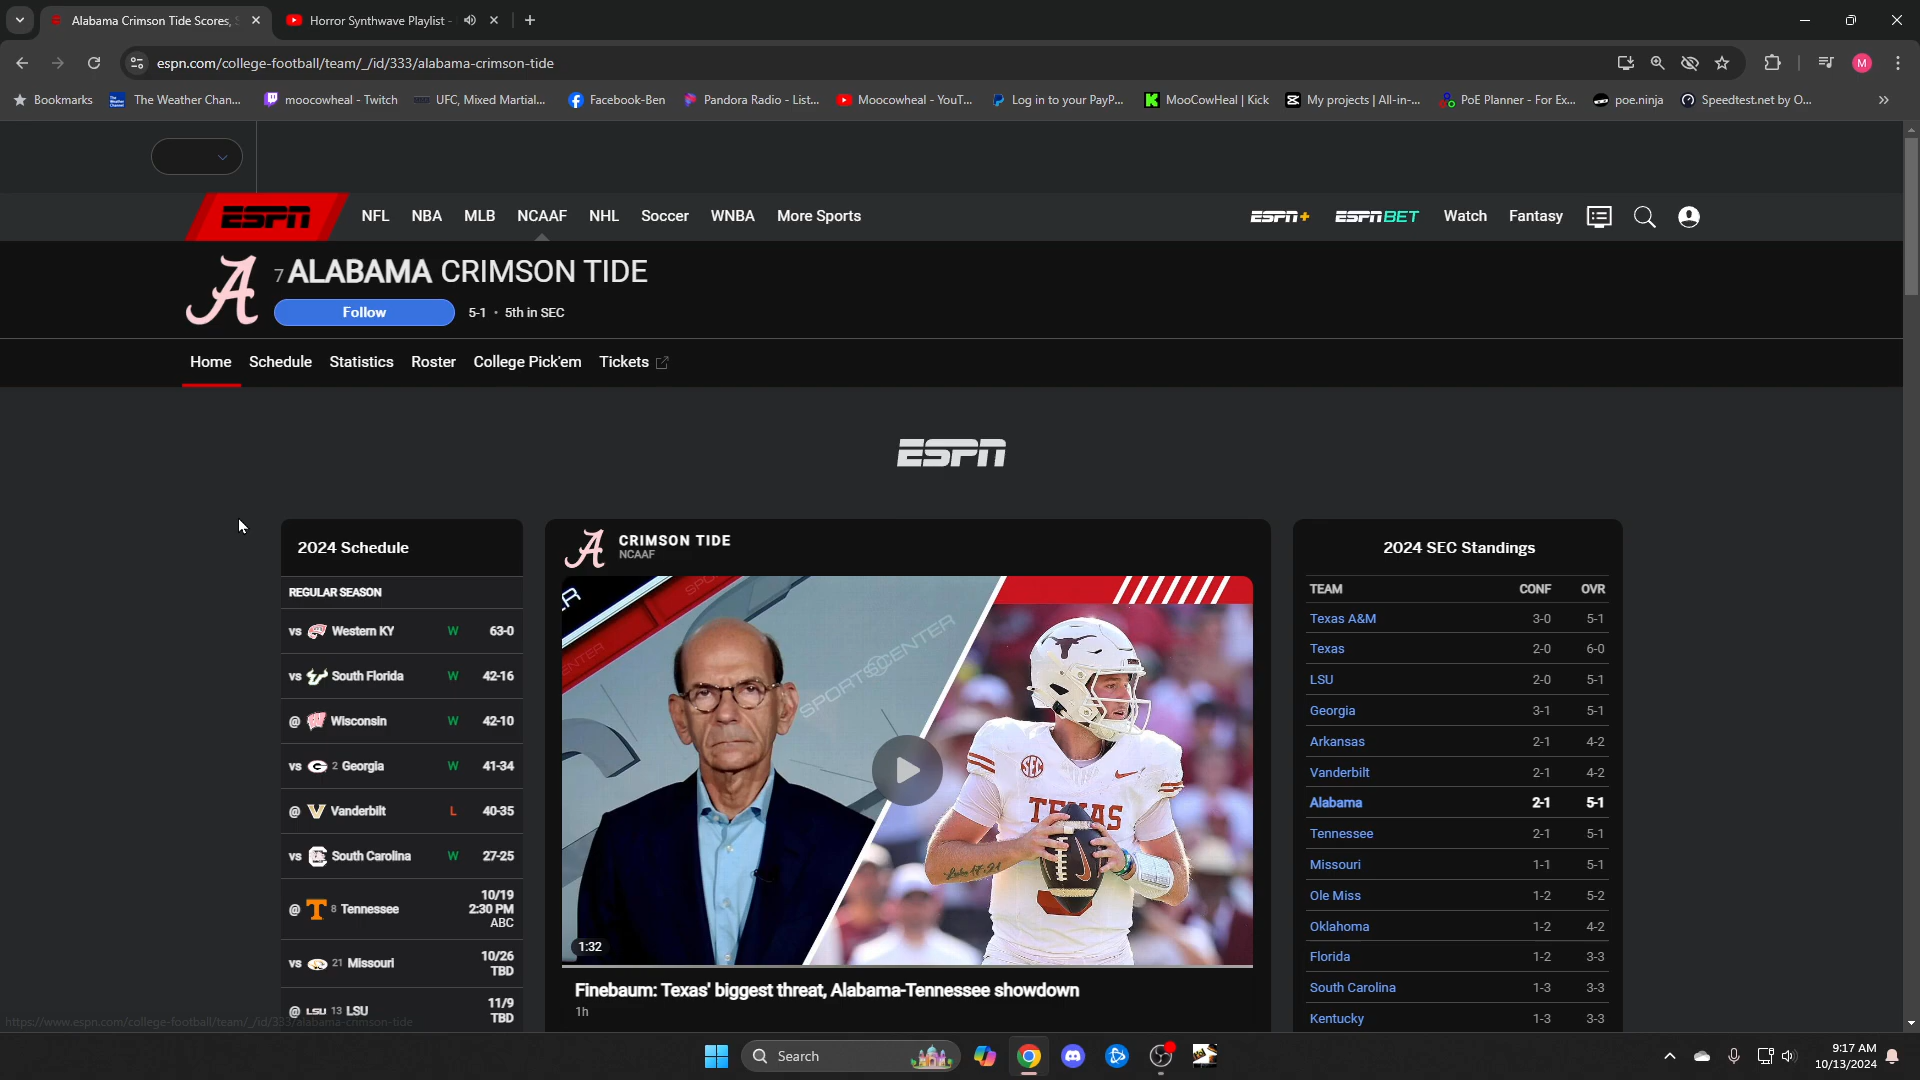 Alabama Crimson Tide Scores,
Horror Synthwave Playlist -
espn.com/college-football/team/_/id/333/alabama-crimson-tide
M
Bookmarks
The Weather Chan...
moocowheal - Twitch
UFC, Mixed Martial...
Facebook-Ben
Pandora Radio - List...
Moocowheal - YouT...
Log in to your PayP...
MooCowHeal | Kick
My projects | All-in-...
PoE Planner - For Ex...
poe.ninja
Speedtest.net by O...
ESPN
NFL
NBA
MLB
NCAAF
NHL
Soccer
WNBA
More Sports
ESPN+
ESPN BET
Watch
Fantasy
7 ALABAMA CRIMSON TIDE
Follow
5-1 • 5th in SEC
Home
Schedule
Statistics
Roster
College Pick'em
Tickets
ESPN
2024 Schedule
REGULAR SEASON
vs Western KY W 63-0
vs South Florida W 42-16
@ Wisconsin W 42-10
vs 2 Georgia W 41-34
@ Vanderbilt L 40-35
vs South Carolina W 27-25
@ 8 Tennessee 10/19 2:30 PM ABC
vs 21 Missouri 10/26 TBD
@ LSU 13 LSU 11/9 TBD
https://www.espn.com/college-football/team/_/id/333/alabama-crimson-tide
CRIMSON TIDE
NCAAF
SPORTSCENTER
SEC
TEXAS
3
1:32
Finebaum: Texas' biggest threat, Alabama-Tennessee showdown
1h
2024 SEC Standings
TEAM CONF OVR
Texas A&M 3-0 5-1
Texas 2-0 6-0
LSU 2-0 5-1
Georgia 3-1 5-1
Arkansas 2-1 4-2
Vanderbilt 2-1 4-2
Alabama 2-1 5-1
Tennessee 2-1 5-1
Missouri 1-1 5-1
Ole Miss 1-2 5-2
Oklahoma 1-2 4-2
Florida 1-2 3-3
South Carolina 1-3 3-3
Kentucky 1-3 3-3
Search
9:17 AM
10/13/2024